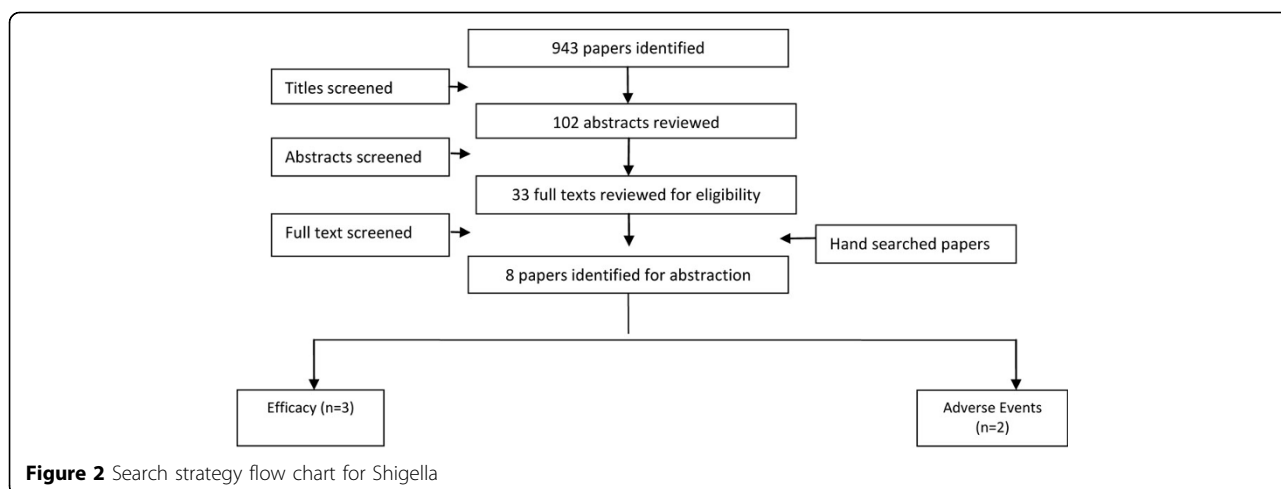 943 papers identified
Titles screened
102 abstracts reviewed
Abstracts screened
33 full texts reviewed for eligibility
Full text screened
Hand searched papers
8 papers identified for abstraction
Efficacy (n=3)
Adverse Events
(n=2)
Figure 2 Search strategy flow chart for Shigella